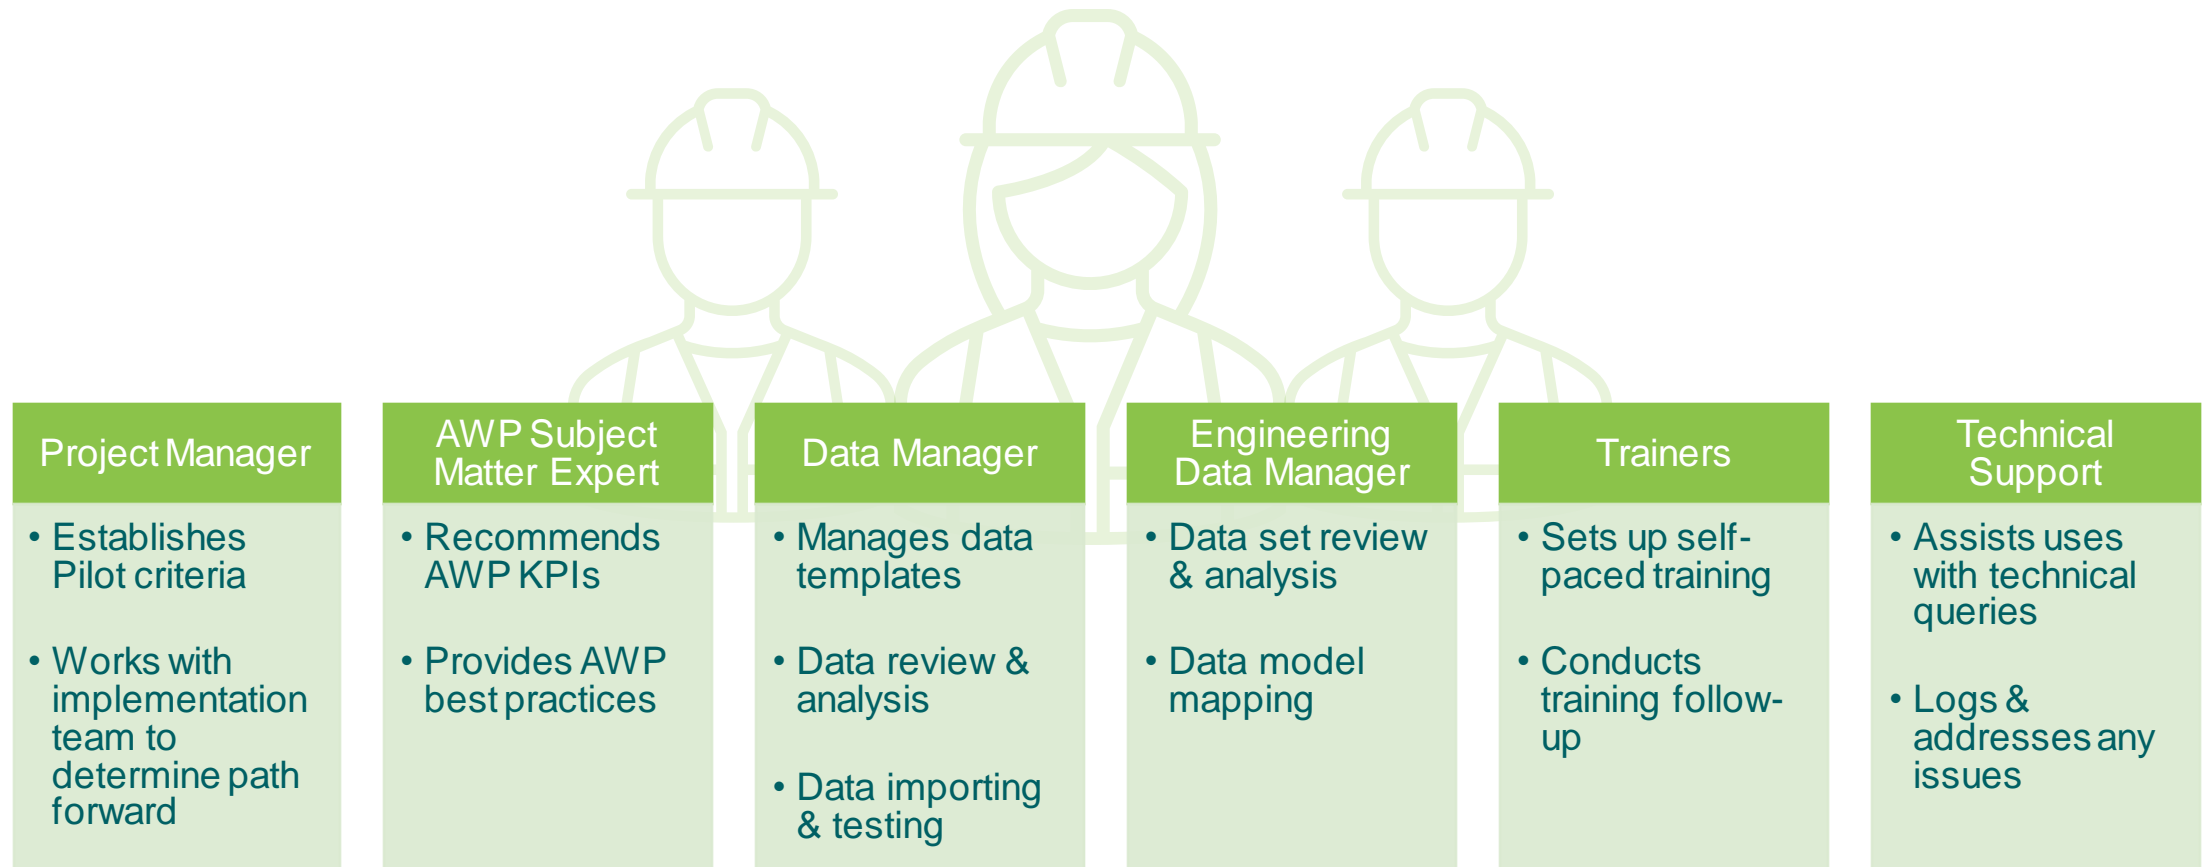 Project Manager
• Establishes
Pilot criteria
• Works with
implementation
team to
determine path
forward
AWP Subject
Matter Expert
• Recommends
AWP KPIs
• Provides AWP
best practices
Data Manager
• Manages data
templates
• Data review &
analysis
• Data importing
& testing
Engineering
Data Manager
• Data set review
& analysis
• Data model
mapping
Trainers
• Sets up self-
paced training
• Conducts
training follow-
up
Technical
Support
• Assists uses
with technical
queries
• Logs &
addresses any
issues